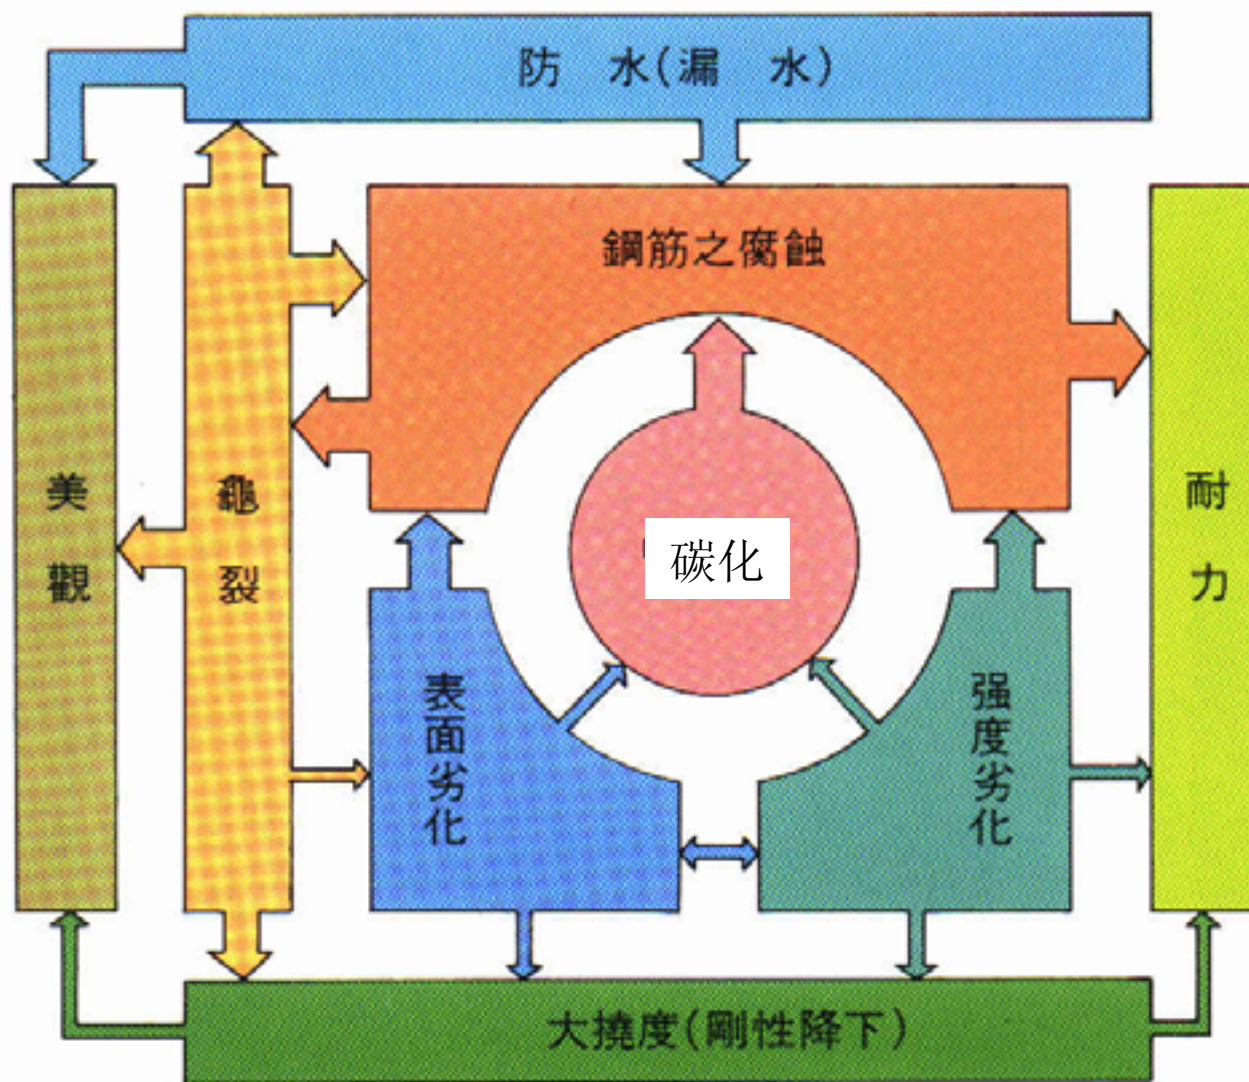 防 水(漏 水)
鋼筋之腐蝕
美觀
龜裂
碳化
耐力
表面劣化
强度劣化
大撓度(剛性降下)